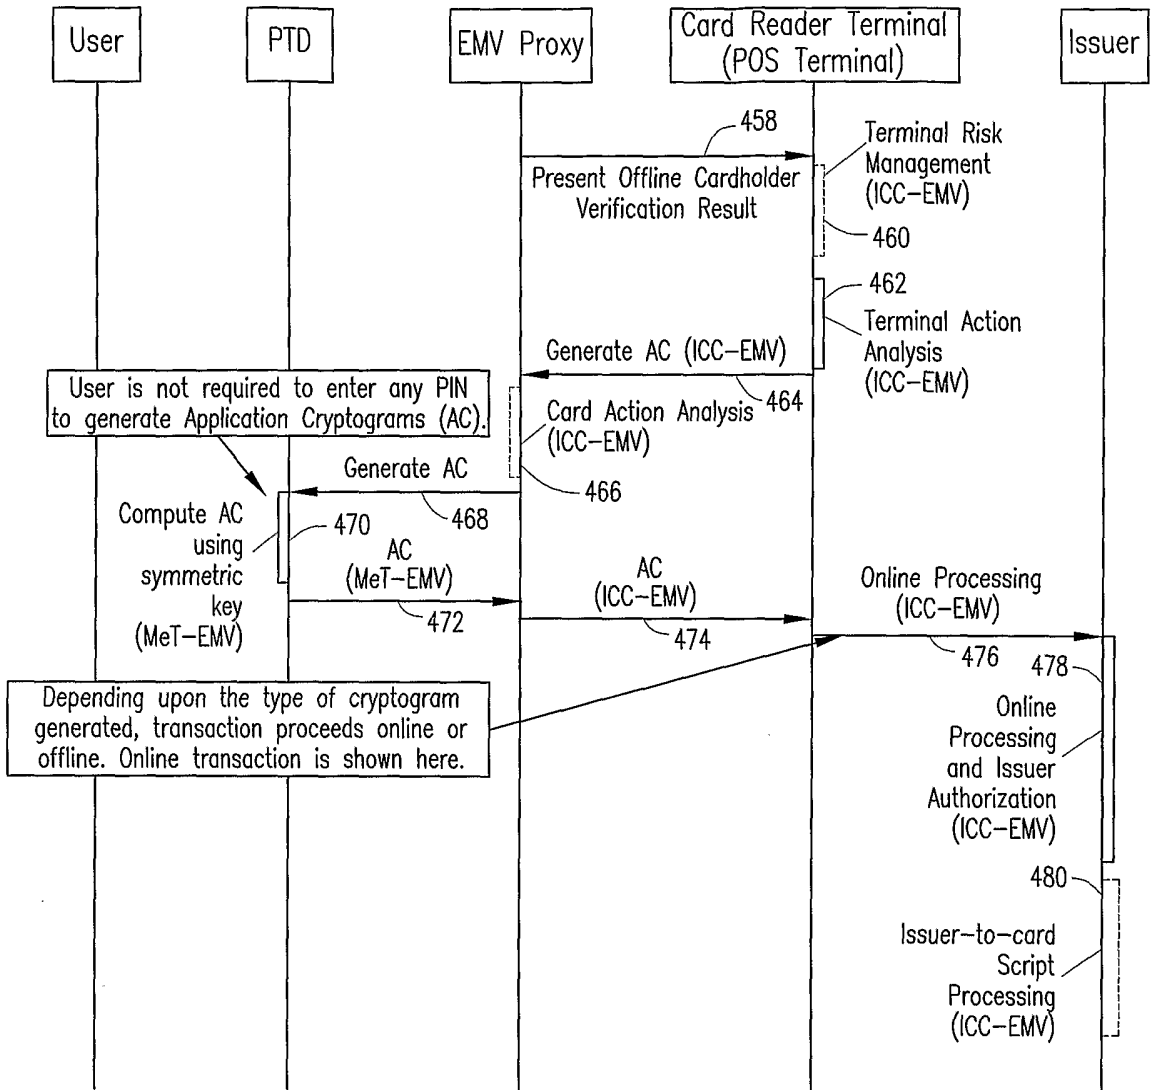 User
PTD
EMV Proxy
Card Reader Terminal
(POS Terminal)
Issuer
458
Present Offline Cardholder
Verification Result
Terminal Risk
Management
(ICC-EMV)
460
462
Terminal Action
Analysis
(ICC-EMV)
Generate AC (ICC-EMV)
464
User is not required to enter any PIN
to generate Application Cryptograms (AC).
Card Action Analysis
(ICC-EMV)
466
Generate AC
468
Compute AC
using
symmetric
key
(MeT-EMV)
470
AC
(MeT-EMV)
472
AC
(ICC-EMV)
474
Online Processing
(ICC-EMV)
476
478
Depending upon the type of cryptogram
generated, transaction proceeds online or
offline. Online transaction is shown here.
Online
Processing
and Issuer
Authorization
(ICC-EMV)
480
Issuer-to-card
Script
Processing
(ICC-EMV)